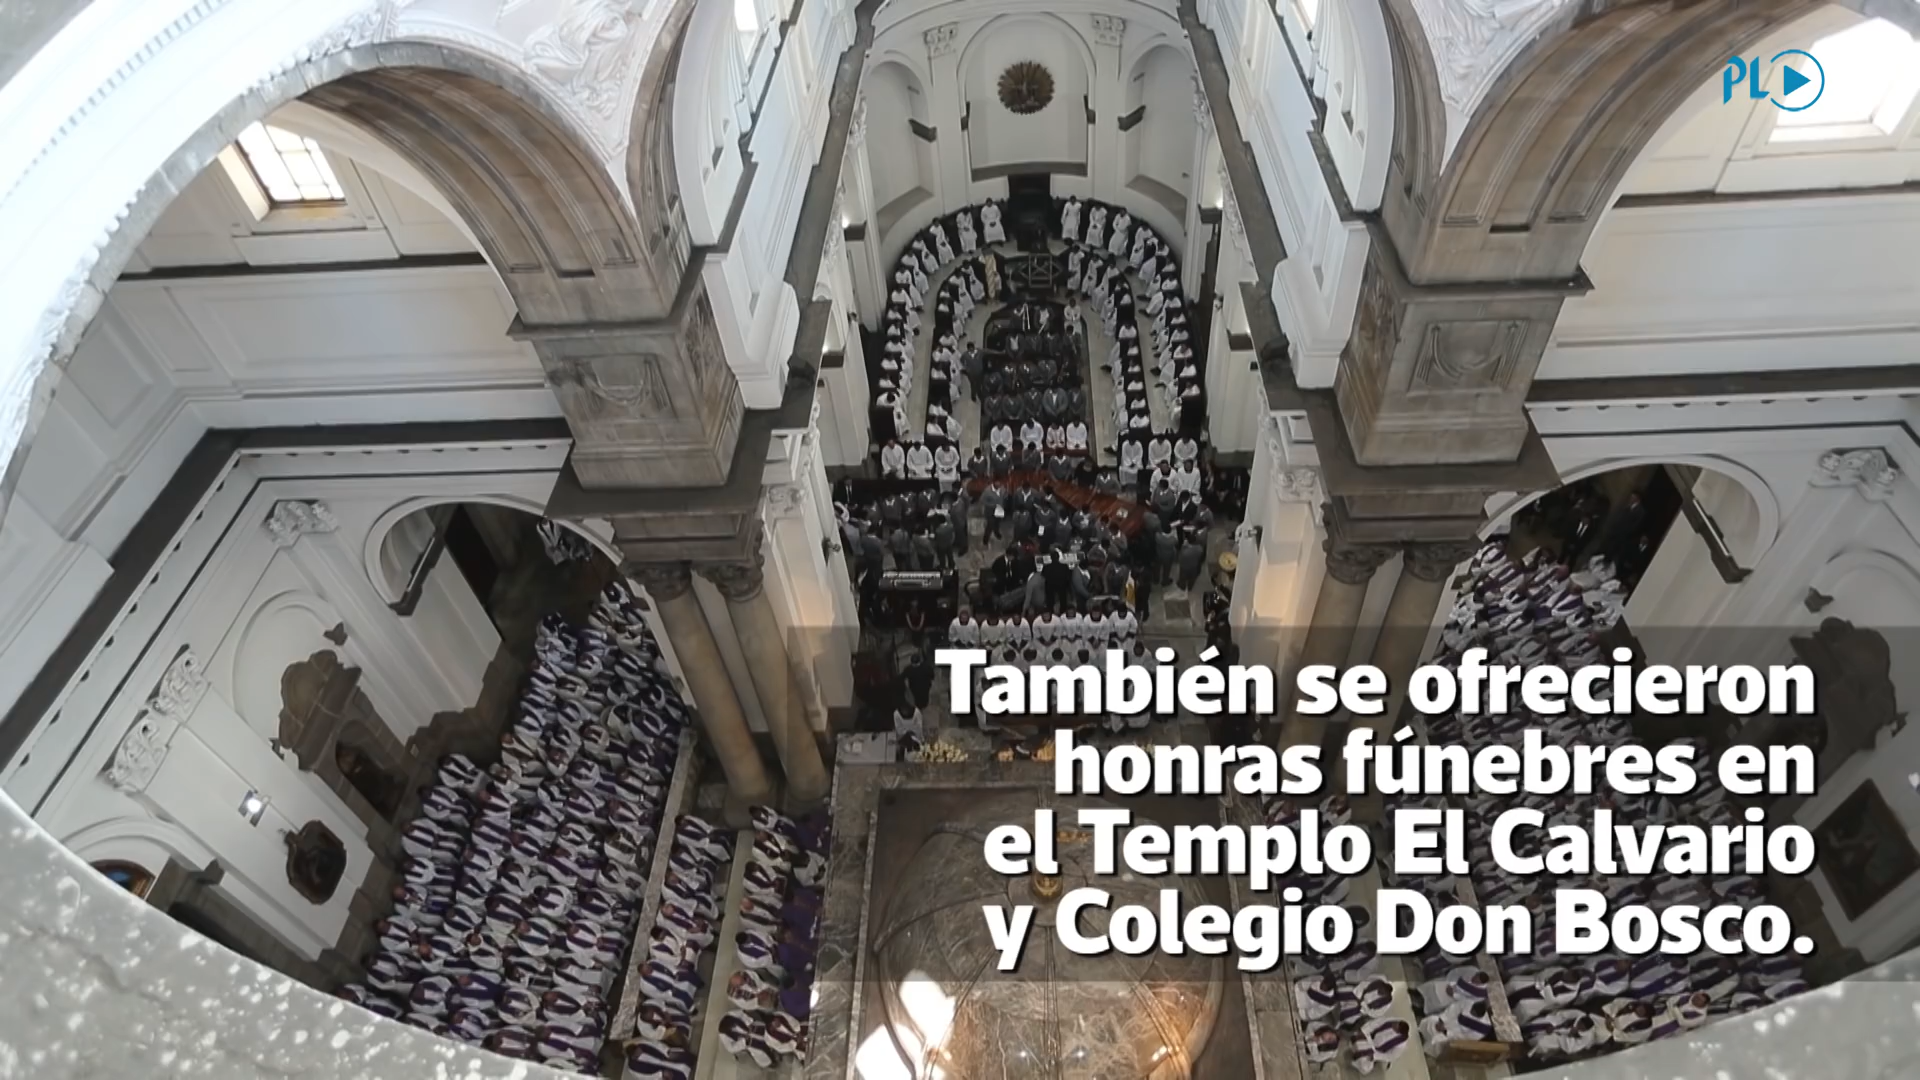 PL
También se ofrecieron
honras fúnebres en
el Templo El Calvario
y Colegio Don Bosco.